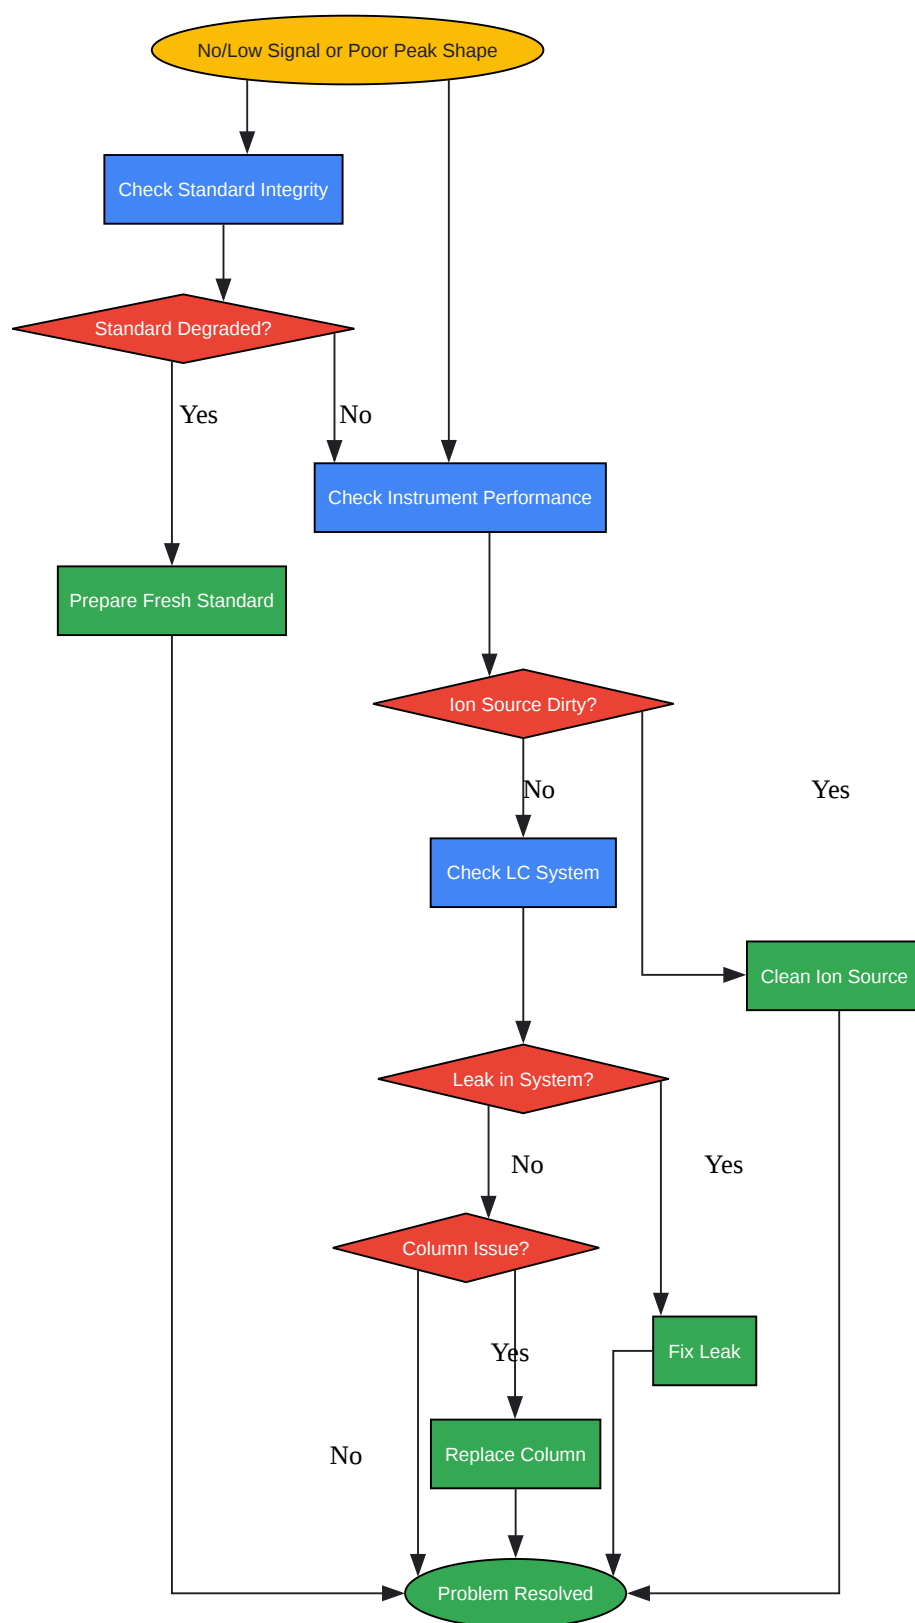 No/Low Signal or Poor Peak Shape
Check Standard Integrity
Standard Degraded?
Yes
No
Check Instrument Performance
Prepare Fresh Standard
Ion Source Dirty?
No
Yes
Check LC System
Clean Ion Source
Leak in System?
No
Yes
Column Issue?
Yes
Fix Leak
No
Replace Column
Problem Resolved